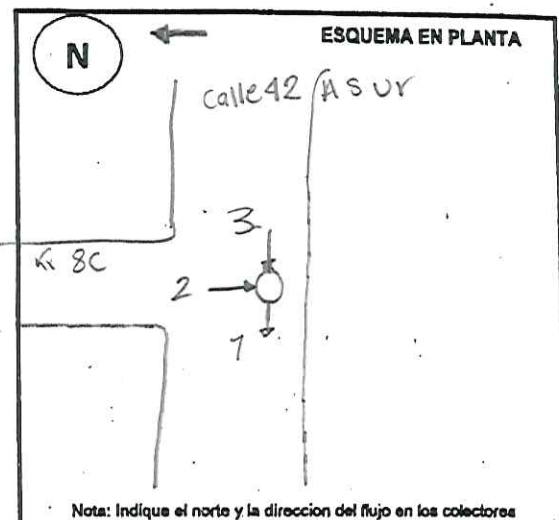 N
ESQUEMA EN PLANTA
Calle 42 A SUR
Kr 8C
3
2
1
Nota: Indique el norte y la direccion del flujo en los colectores